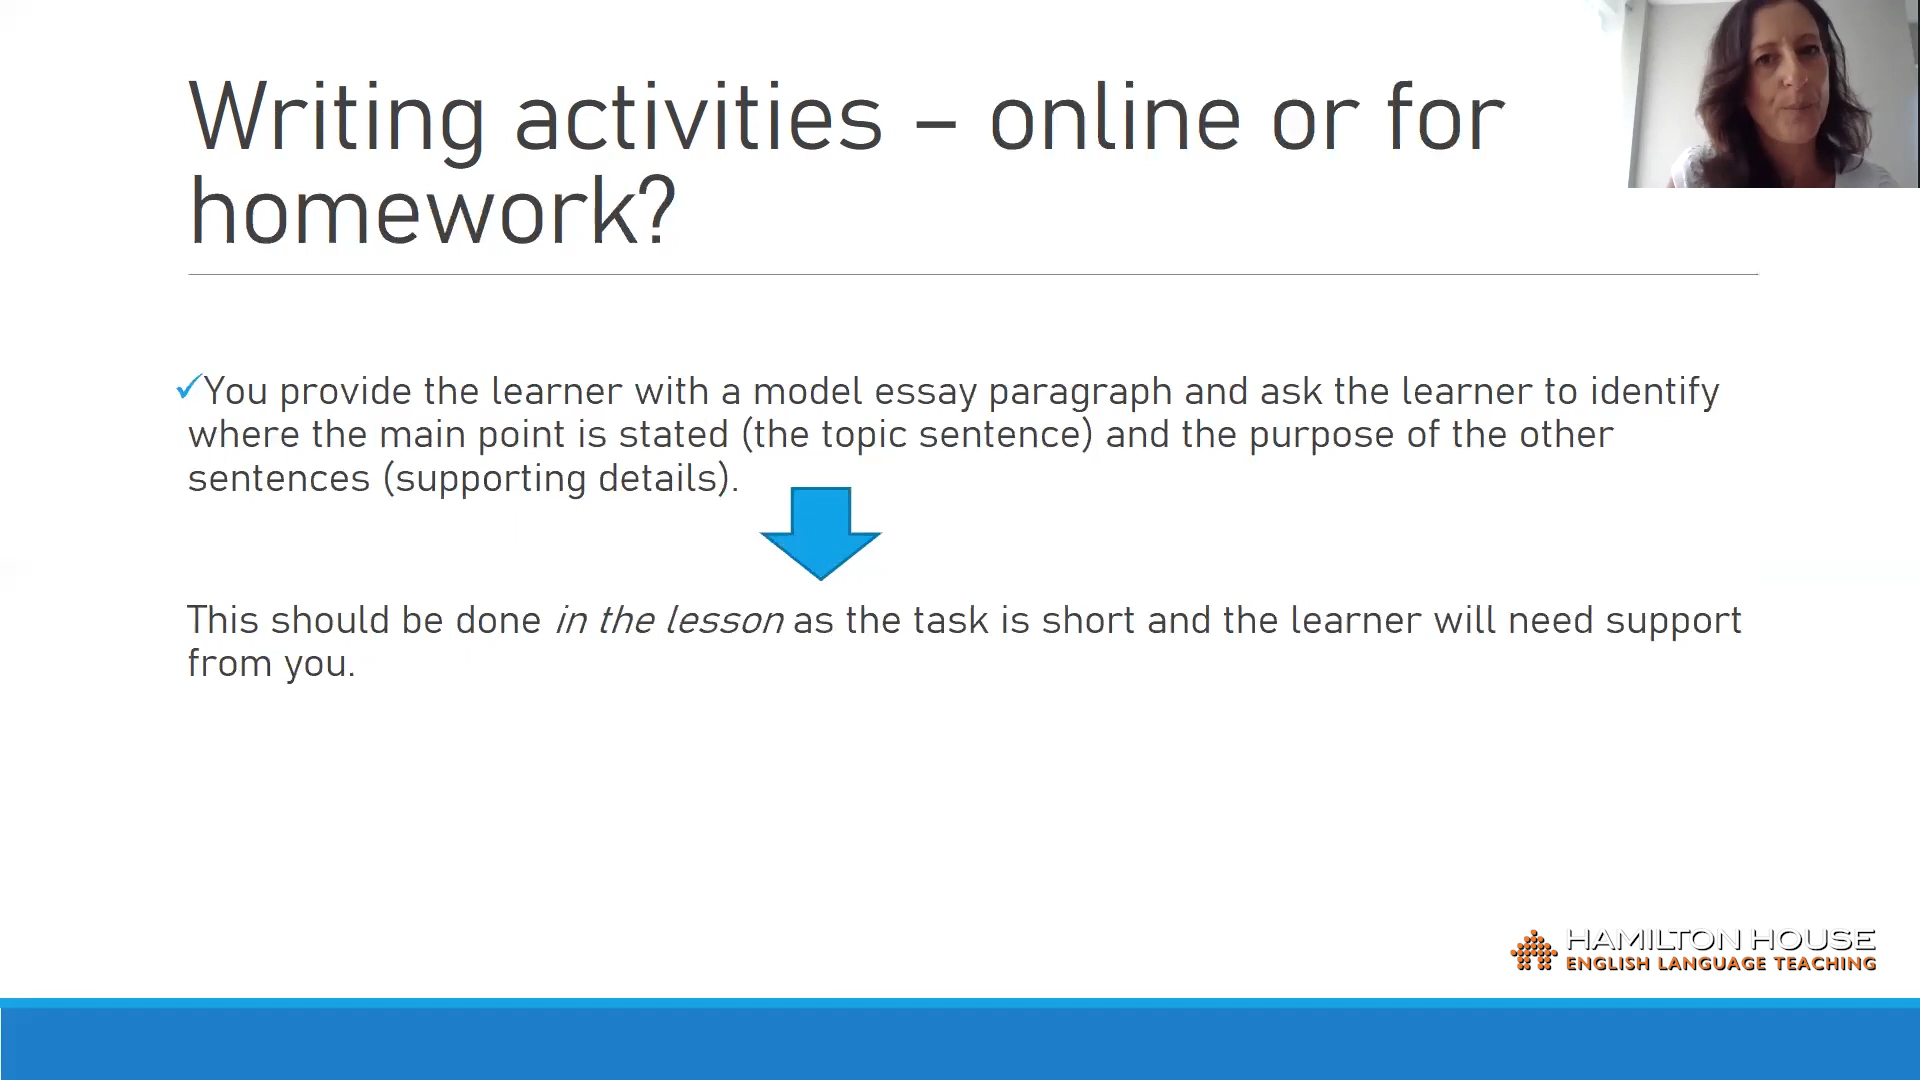 Writing activities – online or for
homework?
✓You provide the learner with a model essay paragraph and ask the learner to identify
where the main point is stated (the topic sentence) and the purpose of the other
sentences (supporting details).
This should be done in the lesson as the task is short and the learner will need support
from you.
HAMILTON HOUSE
ENGLISH LANGUAGE TEACHING